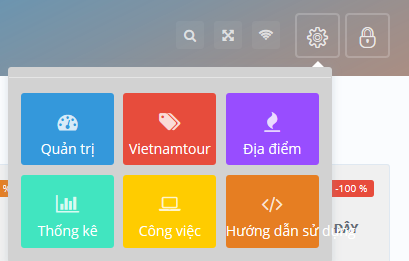 Quản trị
Vietnamtour
Địa điểm
%
-100 %
Thống kê
Công việc
Hướng dẫn sử dụng